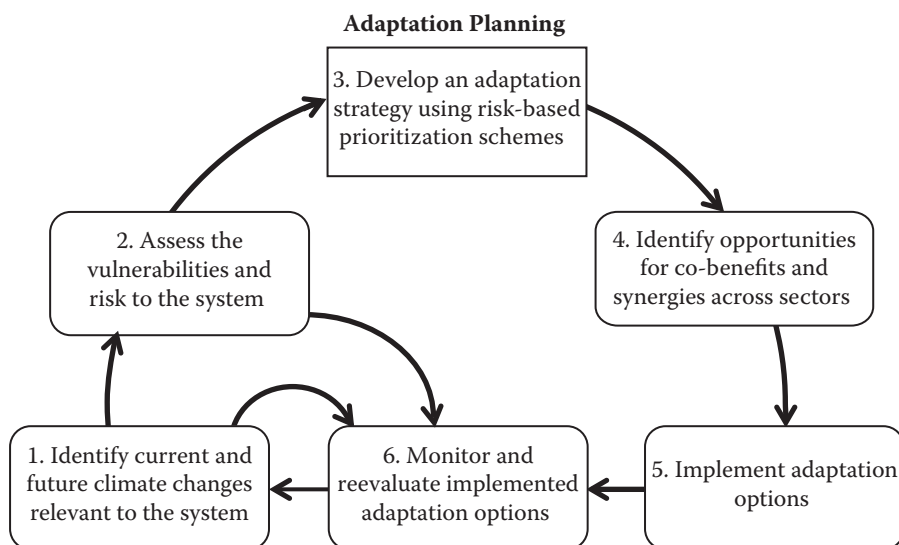 Adaptation Planning
3. Develop an adaptation
strategy using risk-based
prioritization schemes
2. Assess the
vulnerabilities and
risk to the system
4. Identify opportunities
for co-benefits and
synergies across sectors
1. Identify current and
future climate changes
relevant to the system
6. Monitor and
reevaluate implemented
adaptation options
5. Implement adaptation
options